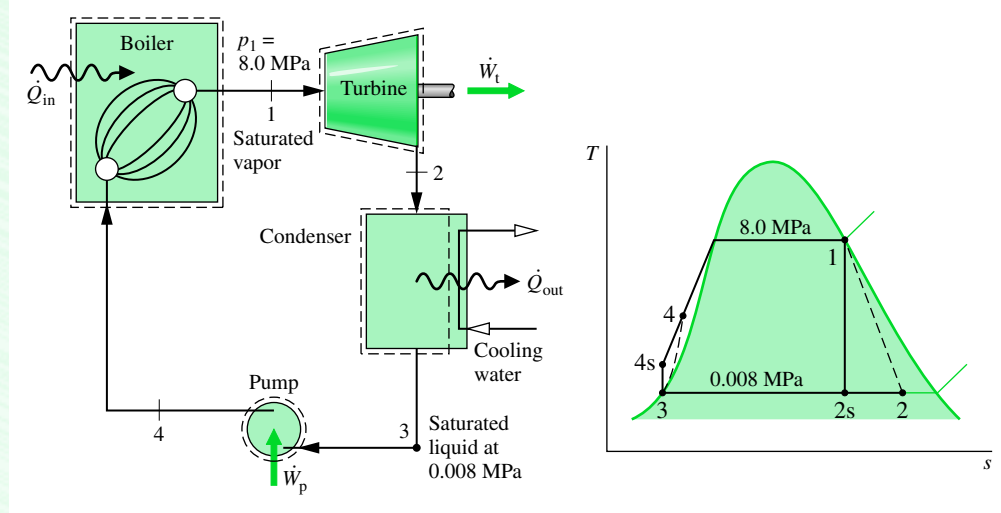 Boiler
p1 =
8.0 MPa
Q̇in
Turbine
Ẇt
1
Saturated
vapor
2
Condenser
Q̇out
Cooling
water
Pump
4
3
Saturated
liquid at
0.008 MPa
Ẇp
T
8.0 MPa
1
4
4s
0.008 MPa
3
2s
2
s